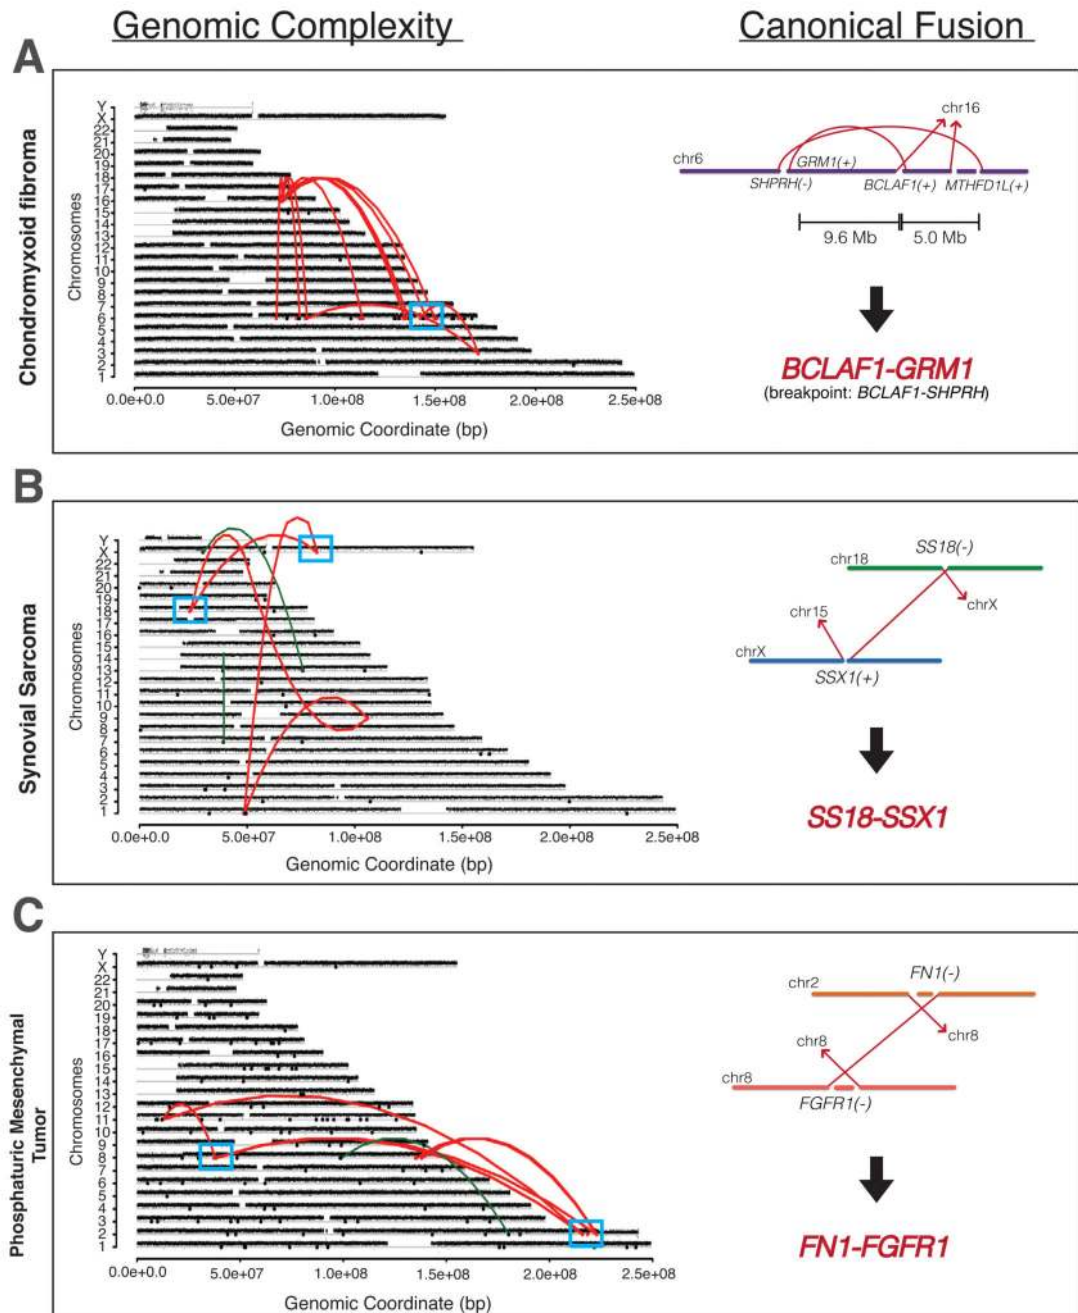 Genomic Complexity
Canonical Fusion
A
Chondromyxoid fibroma
Chromosomes
Y
X
22
21
20
19
18
17
16
15
14
13
12
11
10
9
8
7
6
5
4
3
2
1
0.0e+0.0
5.0e+07
1.0e+08
1.5e+08
2.0e+08
2.5e+08
Genomic Coordinate (bp)
chr16
chr6
GRM1(+)
SHPRH(-)
BCLAF1(+)
MTHFD1L(+)
9.6 Mb
5.0 Mb
BCLAF1-GRM1
(breakpoint: BCLAF1-SHPRH)
B
Synovial Sarcoma
Chromosomes
Y
X
22
21
20
19
18
17
16
15
14
13
12
11
10
9
8
7
6
5
4
3
2
1
0.0e+0.0
5.0e+07
1.0e+08
1.5e+08
2.0e+08
2.5e+08
Genomic Coordinate (bp)
SS18(-)
chr18
chrX
chr15
chrX
SSX1(+)
SS18-SSX1
C
Phosphaturic Mesenchymal
Tumor
Chromosomes
Y
X
22
21
20
19
18
17
16
15
14
13
12
11
10
9
8
7
6
5
4
3
2
1
0.0e+0.0
5.0e+07
1.0e+08
1.5e+08
2.0e+08
2.5e+08
Genomic Coordinate (bp)
FN1(-)
chr2
chr8
chr8
chr8
FGFR1(-)
FN1-FGFR1